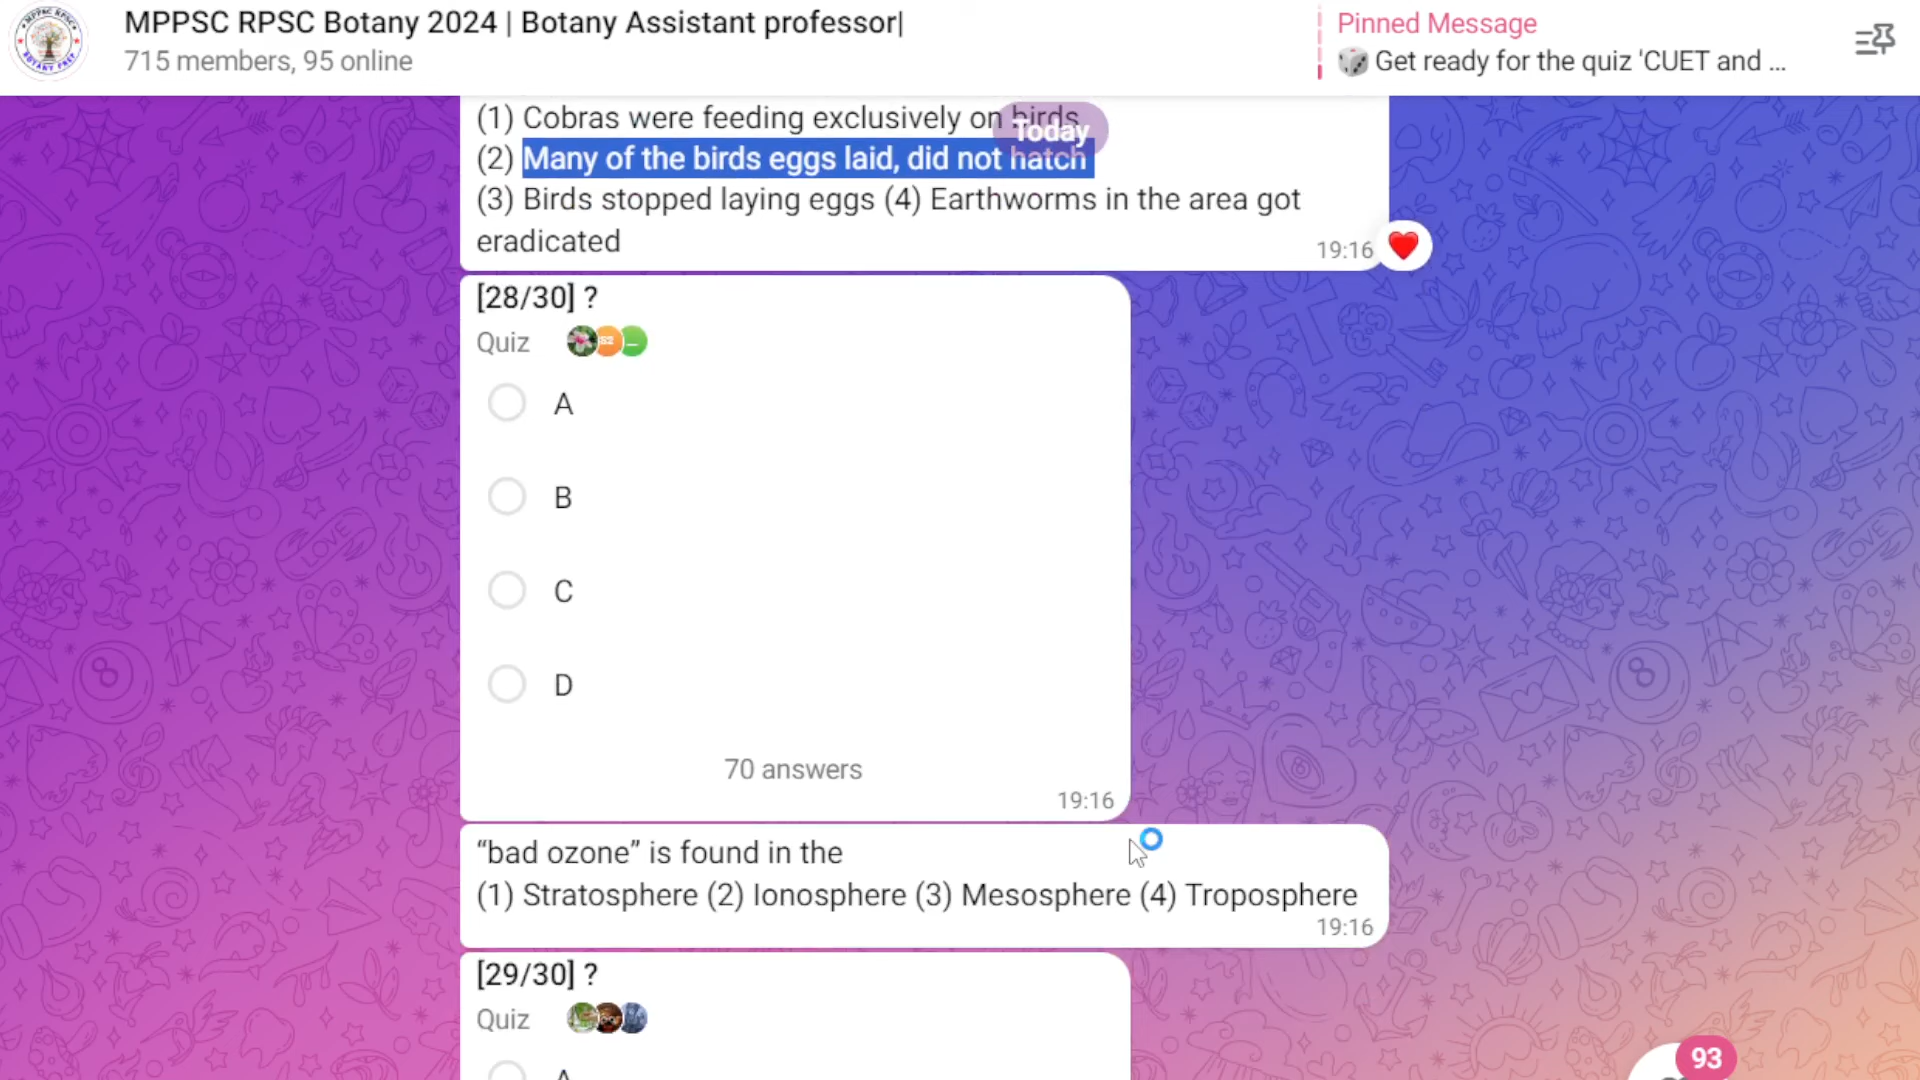 MPPSC RPSC Botany 2024 | Botany Assistant professor|
715 members, 95 online
Pinned Message
Get ready for the quiz 'CUET and ...
(1) Cobras were feeding exclusively on birds
Today
(2) Many of the birds eggs laid, did not hatch
(3) Birds stopped laying eggs (4) Earthworms in the area got
eradicated
19:16
[28/30] ?
Quiz
A
B
C
D
70 answers
19:16
“bad ozone” is found in the
(1) Stratosphere (2) Ionosphere (3) Mesosphere (4) Troposphere
19:16
[29/30] ?
Quiz
A
93